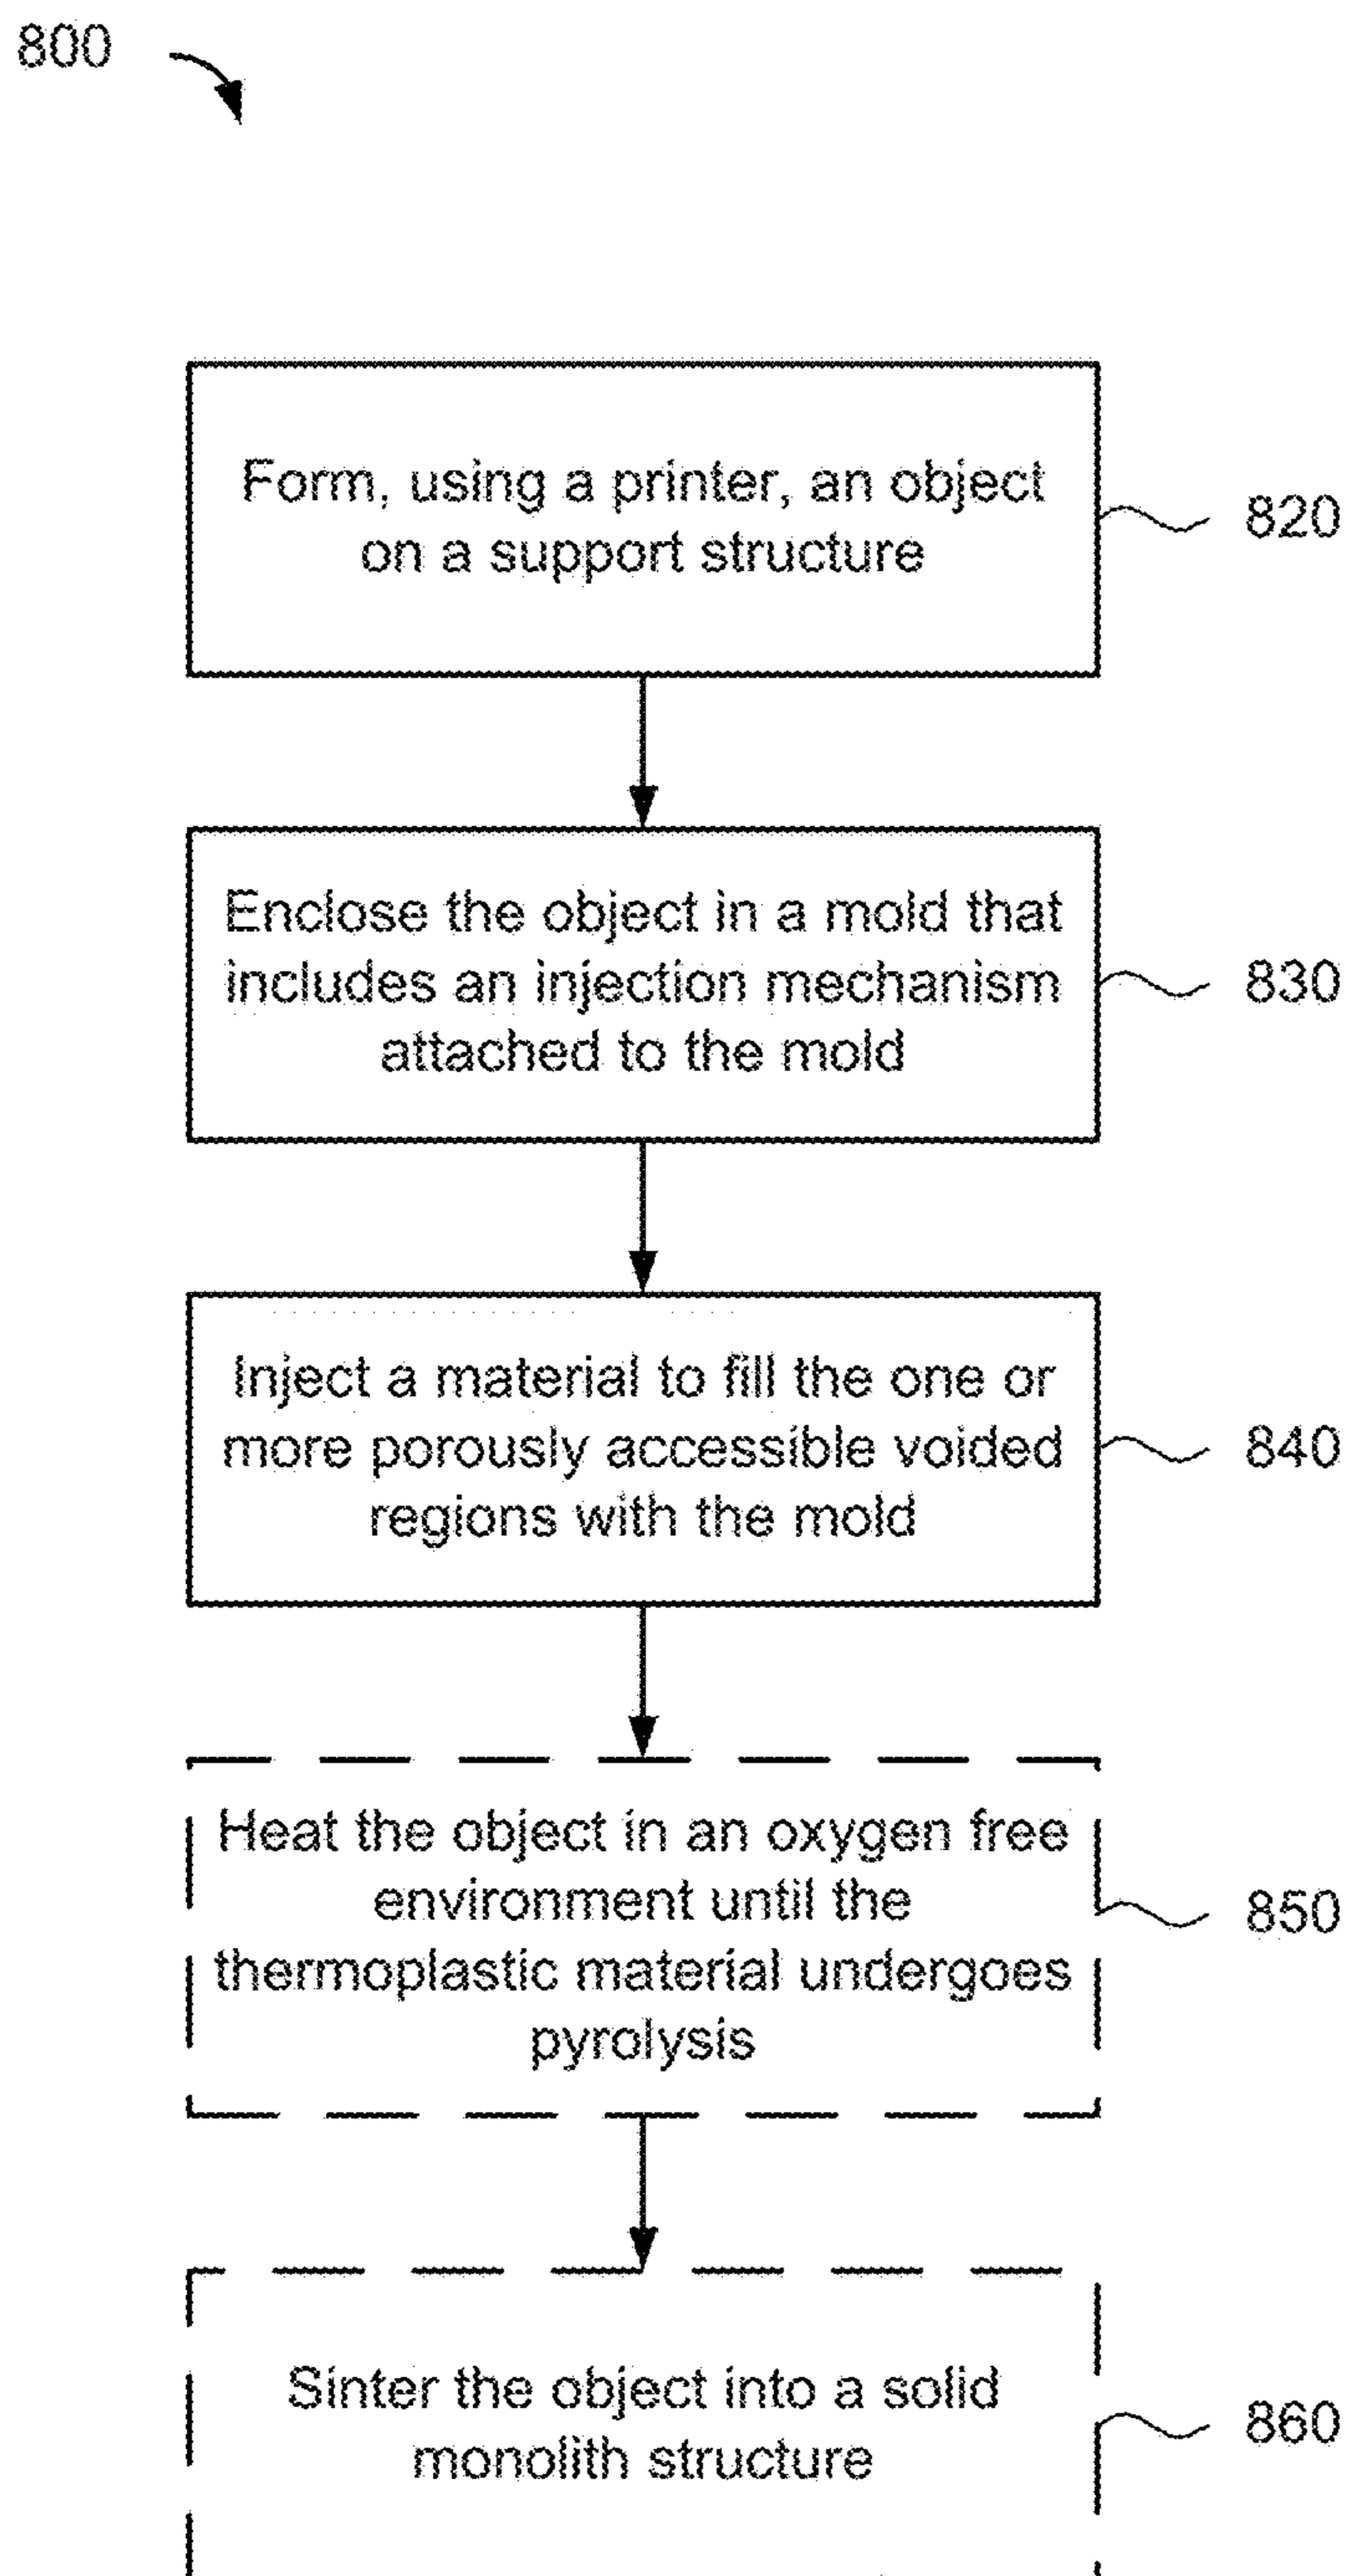 800
Form, using a printer, an object
on a support structure
820
Enclose the object in a mold that
includes an injection mechanism
attached to the mold
830
Inject a material to fill the one or
more porously accessible voided
regions with the mold
840
Heat the object in an oxygen free
environment until the
thermoplastic material undergoes
pyrolysis
850
Sinter the object into a solid
monolith structure
860